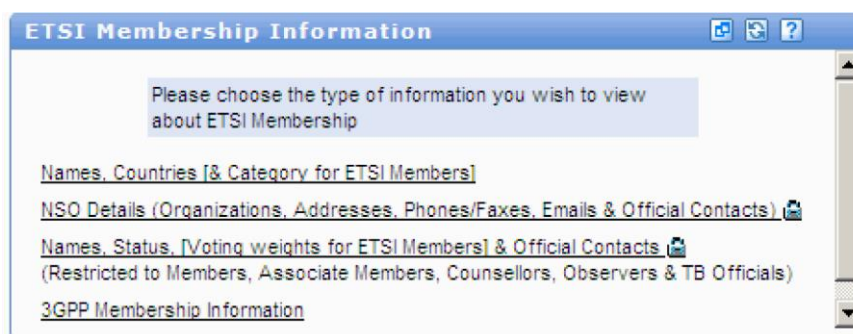 ETSI Membership Information
Please choose the type of information you wish to view
about ETSI Membership
Names, Countries [& Category for ETSI Members]
NSO Details (Organizations, Addresses, Phones/Faxes, Emails & Official Contacts)
Names, Status, [Voting weights for ETSI Members] & Official Contacts
(Restricted to Members, Associate Members, Counsellors, Observers & TB Officials)
3GPP Membership Information